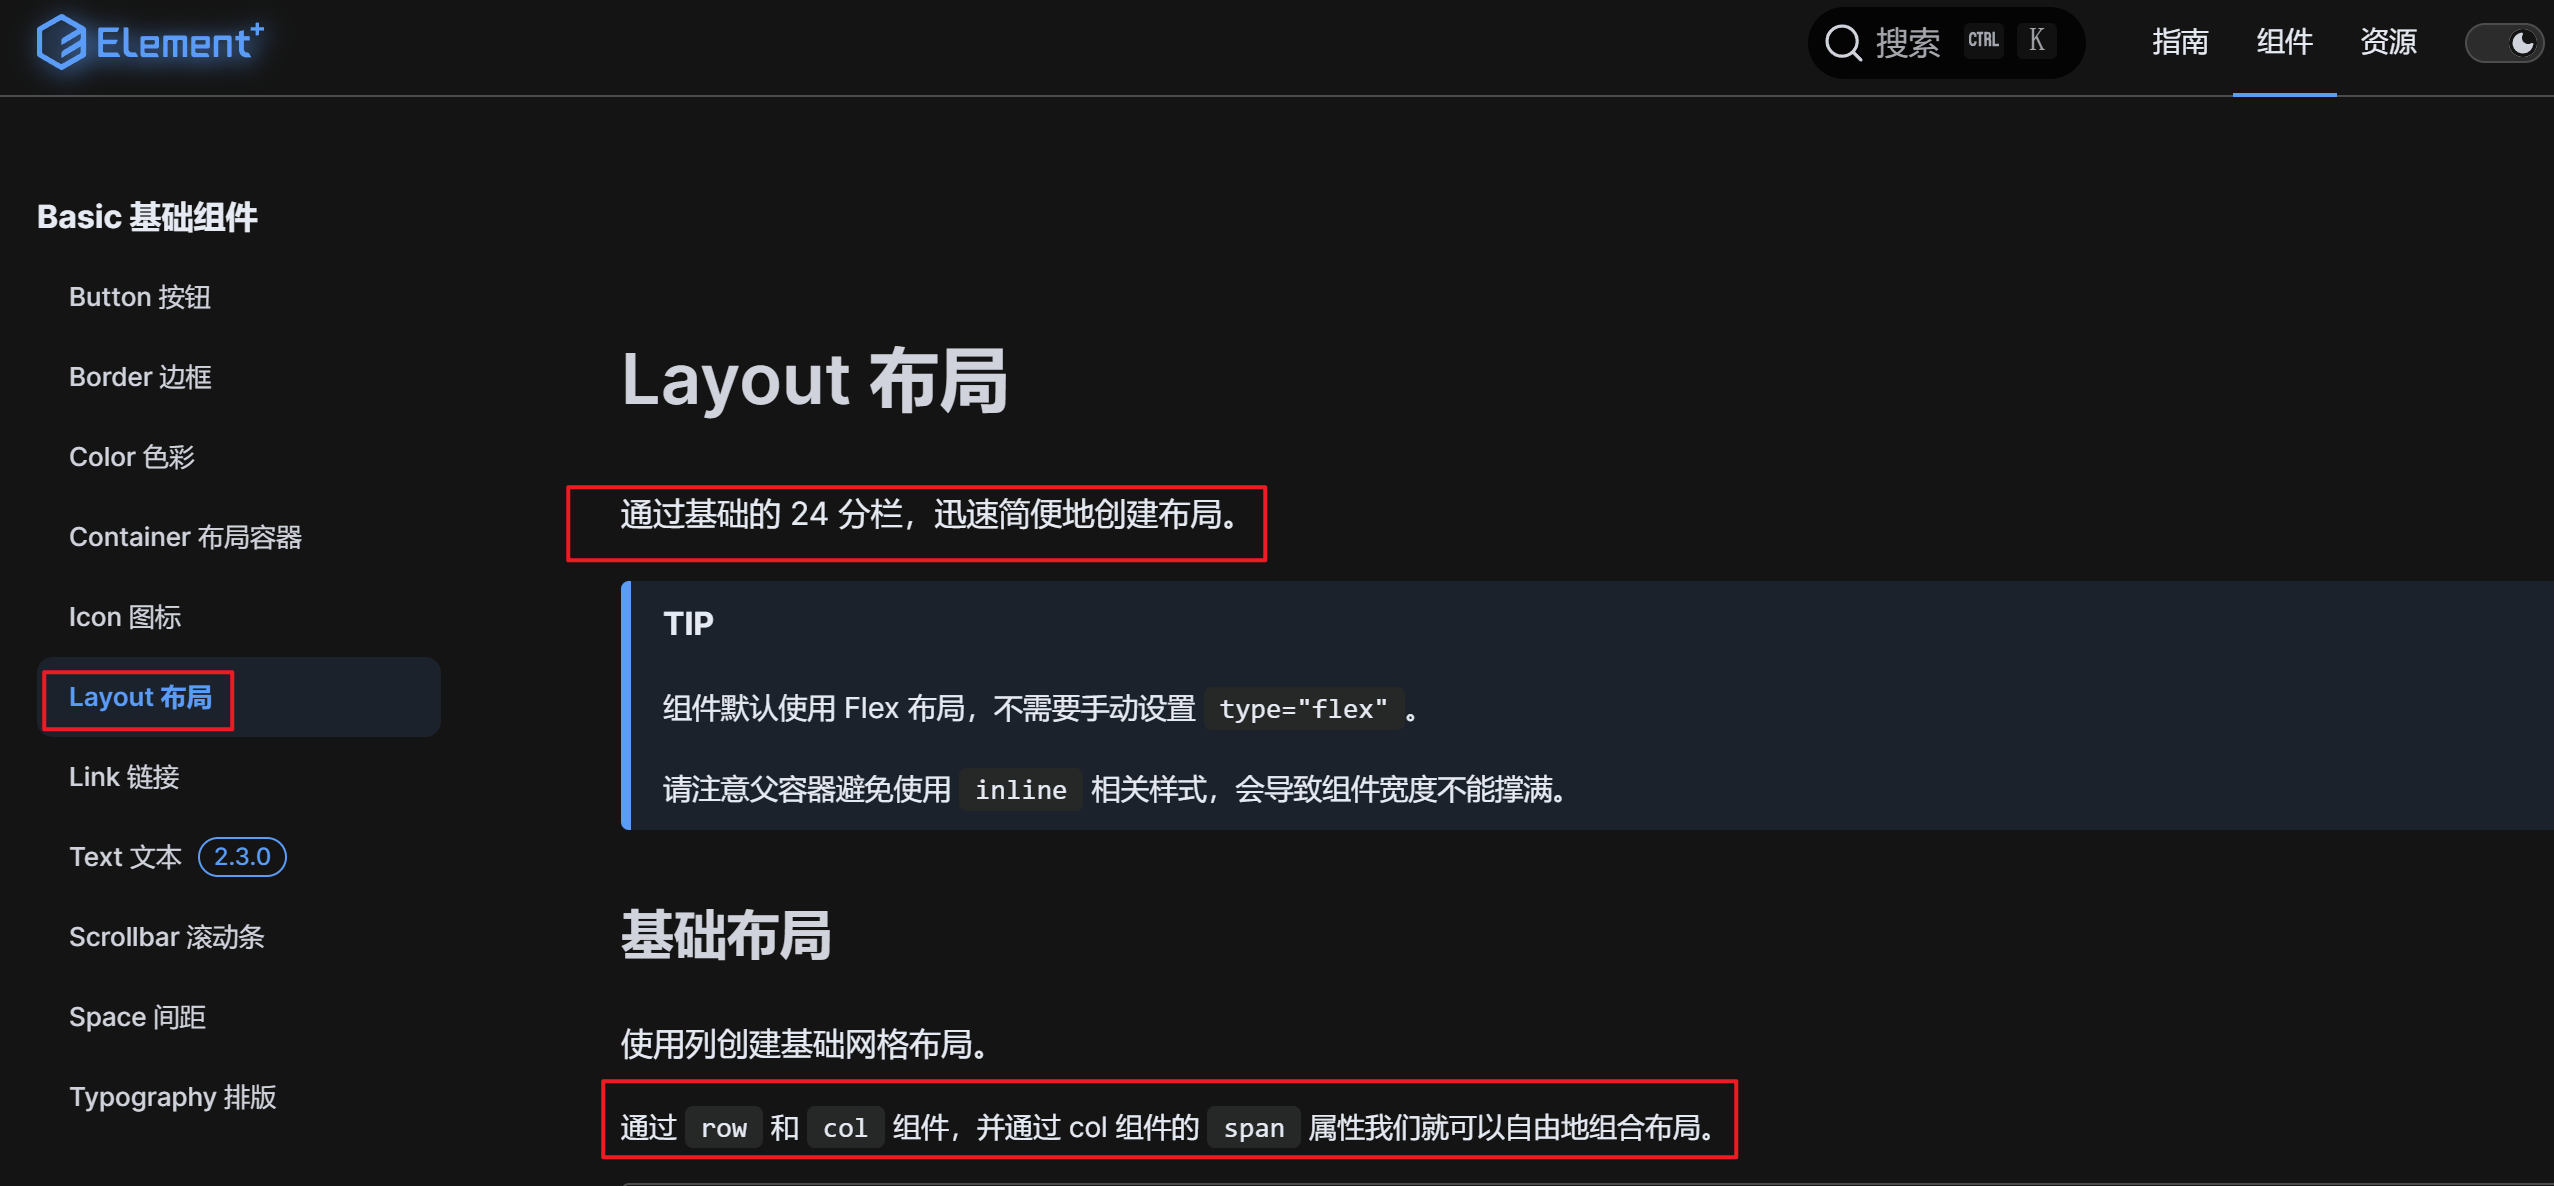 Element+
搜索 CTRL K
指南 组件 资源
Basic 基础组件
Button 按钮
Border 边框
Color 色彩
Container 布局容器
Icon 图标
Layout 布局
Link 链接
Text 文本 2.3.0
Scrollbar 滚动条
Space 间距
Typography 排版
Layout 布局
通过基础的 24 分栏，迅速简便地创建布局。
TIP
组件默认使用 Flex 布局，不需要手动设置 type="flex" 。
请注意父容器避免使用 inline 相关样式，会导致组件宽度不能撑满。
基础布局
使用列创建基础网格布局。
通过 row 和 col 组件，并通过 col 组件的 span 属性我们就可以自由地组合布局。